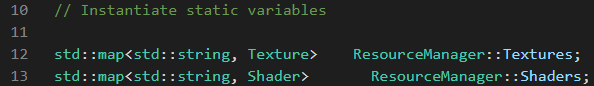 10 // Instantiate static variables
11
12 std::map<std::string, Texture>    ResourceManager::Textures;
13 std::map<std::string, Shader>       ResourceManager::Shaders;